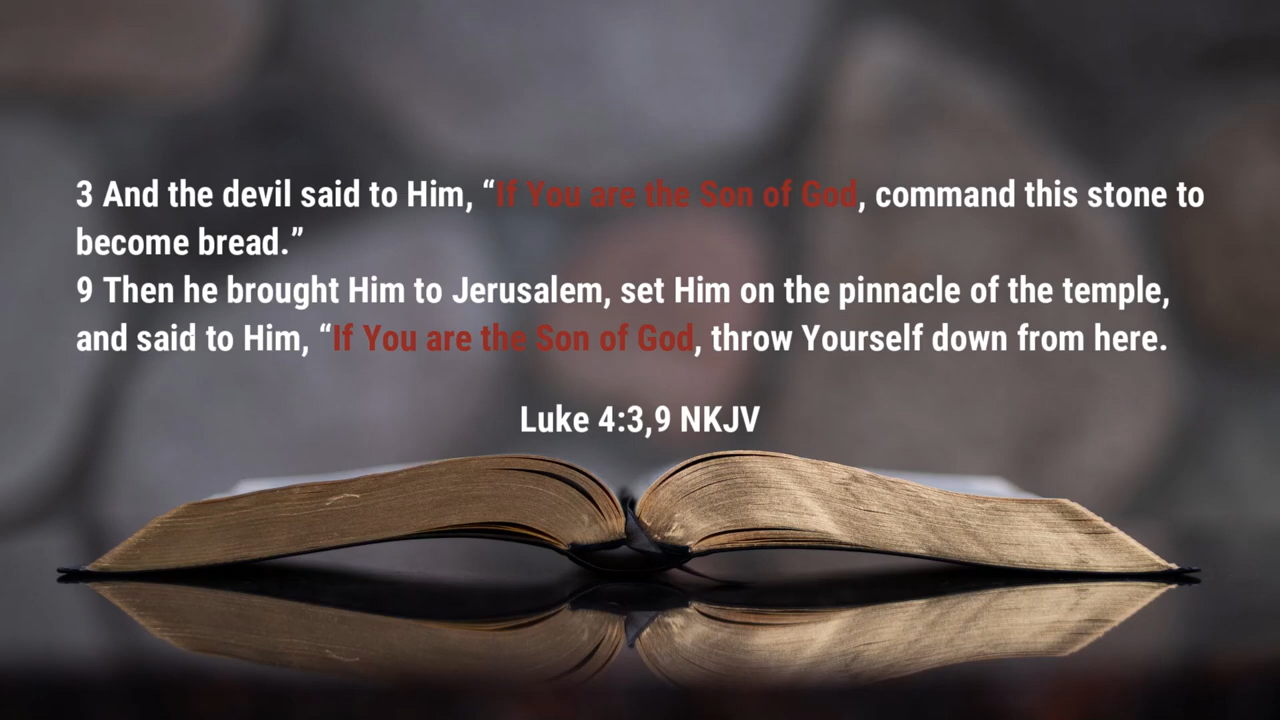 3 And the devil said to Him, “If You are the Son of God, command this stone to
become bread.”
9 Then he brought Him to Jerusalem, set Him on the pinnacle of the temple,
and said to Him, “If You are the Son of God, throw Yourself down from here.
Luke 4:3,9 NKJV